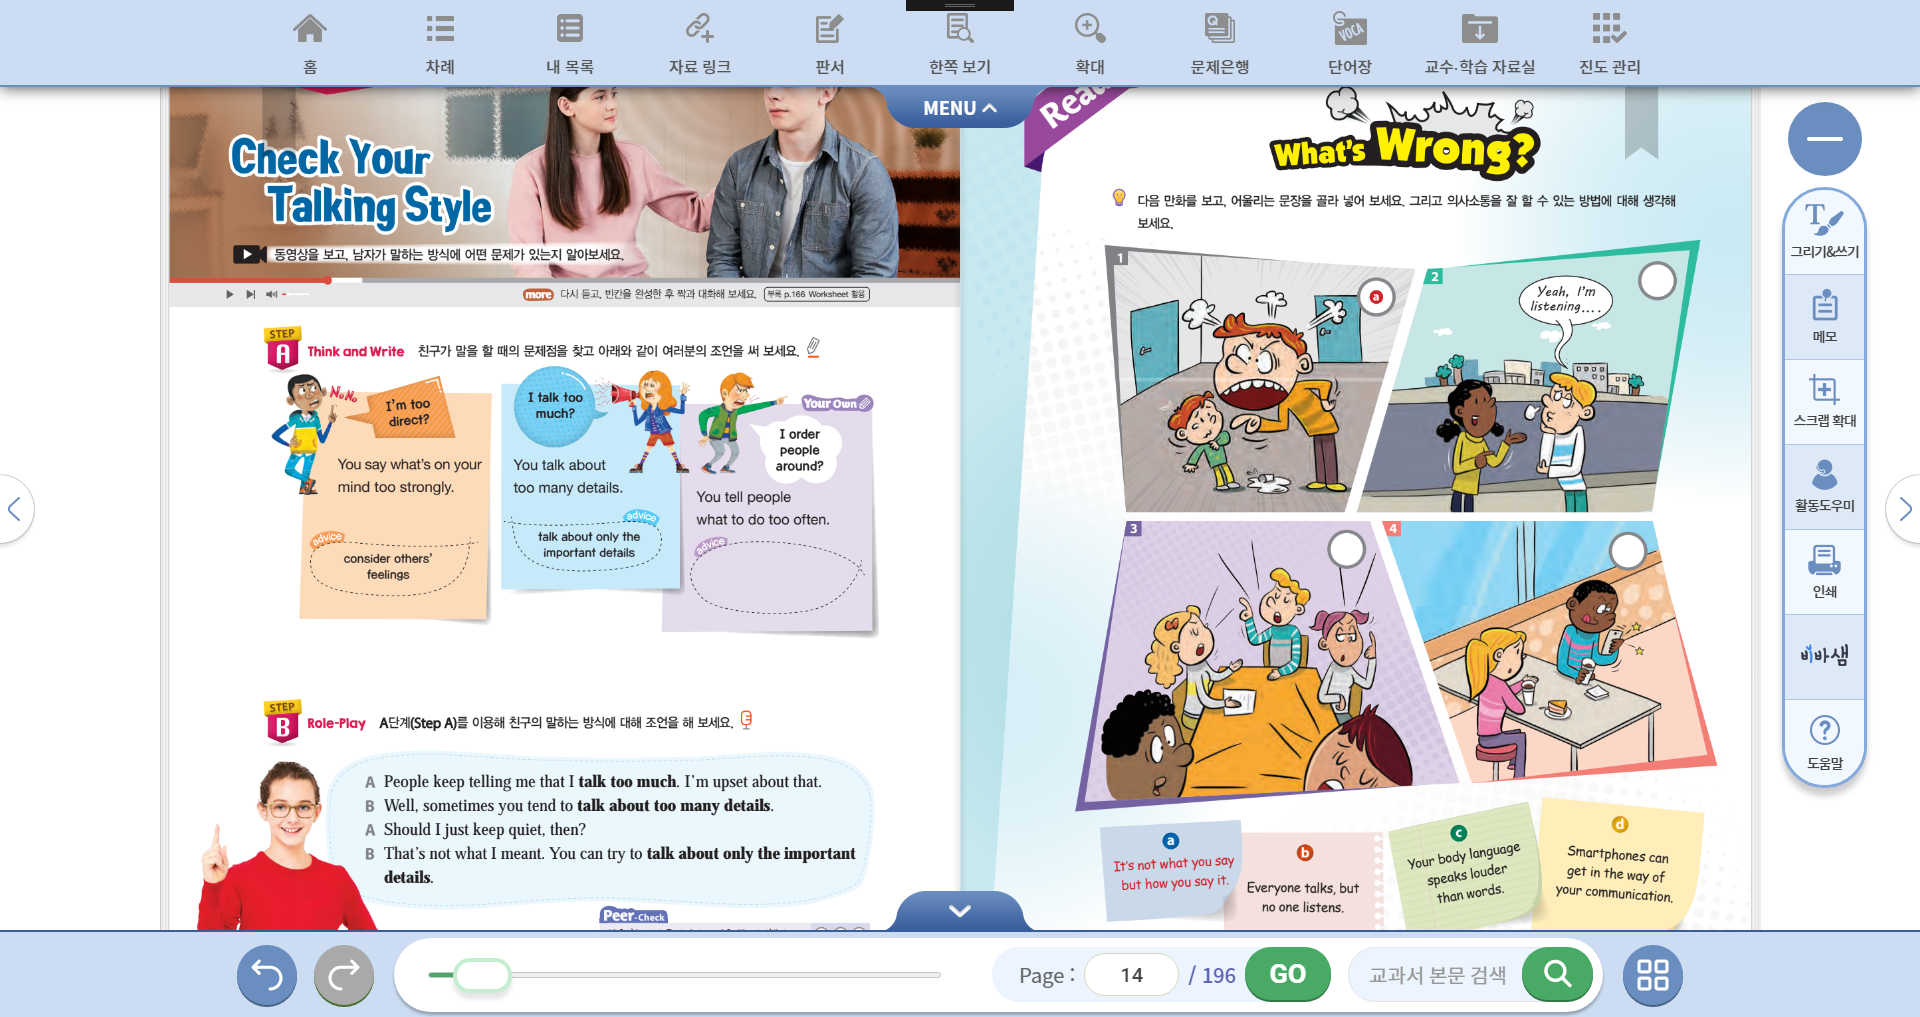 홈
차례
내 목록
자료 링크
판서
한쪽 보기
확대
문제은행
단어장
교수·학습 자료실
진도 관리
MENU
Check Your
Talking Style
동영상을 보고, 남자가 말하는 방식에 어떤 문제가 있는지 알아보세요.
more 다시 듣고, 빈칸을 완성한 후 짝과 대화해 보세요. 부록 p.166 Worksheet 활용
STEP
A Think and Write 친구가 말을 할 때의 문제점을 찾고 아래와 같이 여러분의 조언을 써 보세요.
No No
I'm too
direct?
You say what's on your
mind too strongly.
advice
consider others'
feelings
I talk too
much?
You talk about
too many details.
advice
talk about only the
important details
Your Own
I order
people
around?
You tell people
what to do too often.
advice
STEP
B Role-Play A단계(Step A)를 이용해 친구의 말하는 방식에 대해 조언을 해 보세요.
A People keep telling me that I talk too much. I'm upset about that.
B Well, sometimes you tend to talk about too many details.
A Should I just keep quiet, then?
B That's not what I meant. You can try to talk about only the important
details.
Peer-Check
Read
What's Wrong?
다음 만화를 보고, 어울리는 문장을 골라 넣어 보세요. 그리고 의사소통을 잘 할 수 있는 방법에 대해 생각해
보세요.
1
a
2
Yeah, I'm
listening....
3
4
a
It's not what you say
but how you say it.
b
Everyone talks, but
no one listens.
c
Your body language
speaks louder
than words.
d
Smartphones can
get in the way of
your communication.
그리기&쓰기
메모
스크랩 확대
활동도우미
인쇄
비바샘
도움말
Page : 14 / 196 GO
교과서 본문 검색